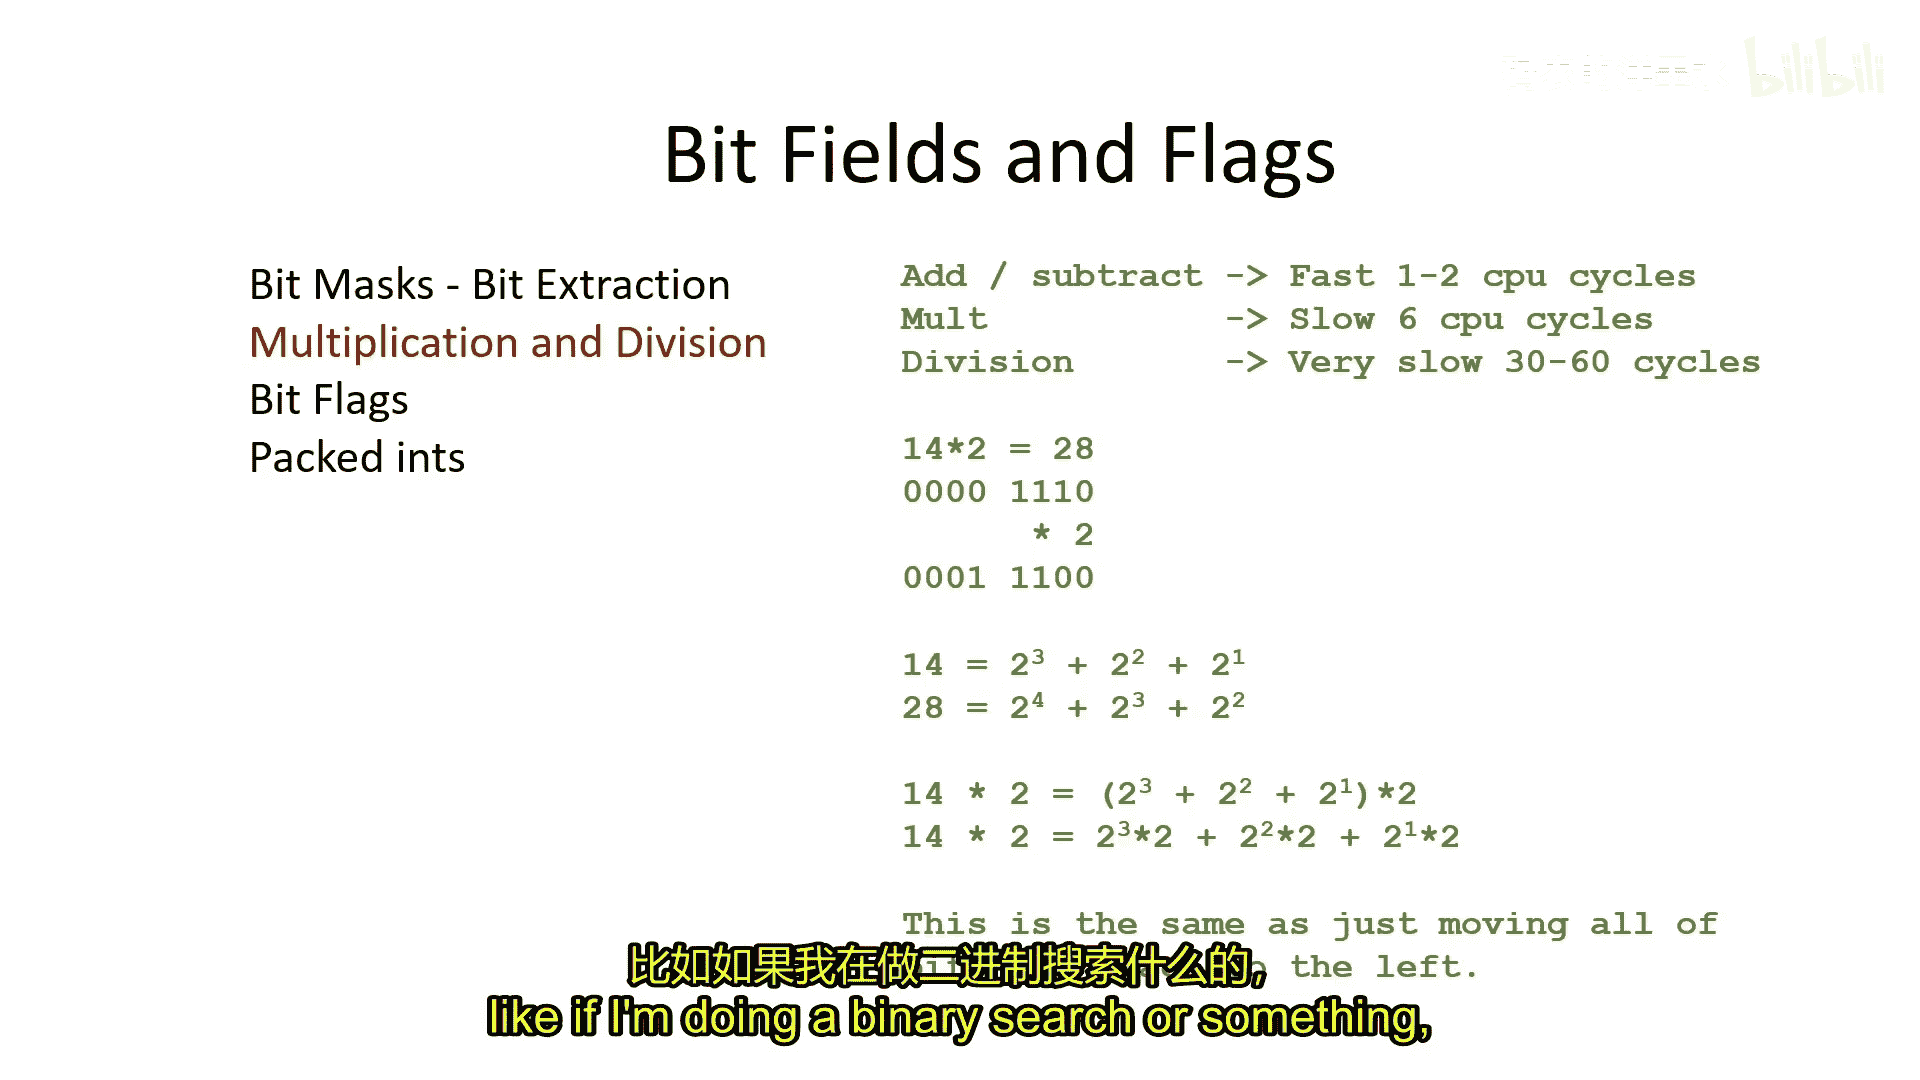 bilibili
Bit Fields and Flags
Bit Masks - Bit Extraction
Multiplication and Division
Bit Flags
Packed ints
Add / subtract -> Fast 1-2 cpu cycles
Mult -> Slow 6 cpu cycles
Division -> Very slow 30-60 cycles
14*2 = 28
0000 1110
* 2
0001 1100
14 = 2³ + 2² + 2¹
28 = 2⁴ + 2³ + 2²
14 * 2 = (2³ + 2² + 2¹)*2
14 * 2 = 2³*2 + 2²*2 + 2¹*2
This is the same as just moving all of
the left.
比如如果我在做二进制搜索什么的,
like if I'm doing a binary search or something,